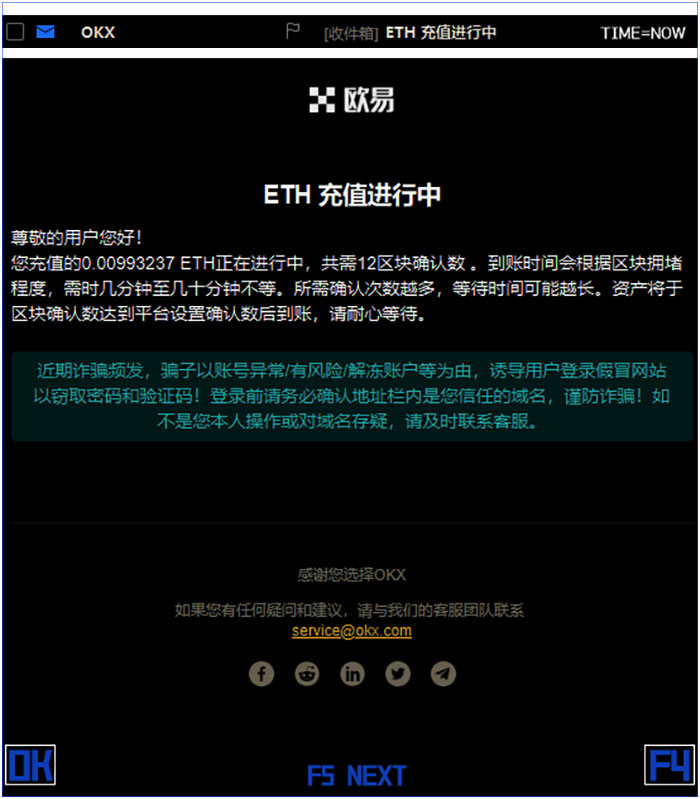 OKX [收件箱] ETH 充值进行中 TIME=NOW
欧易
ETH 充值进行中
尊敬的用户您好！
您充值的0.00993237 ETH正在进行中，共需12区块确认数 。到账时间会根据区块拥堵
程度，需时几分钟至几十分钟不等。所需确认次数越多，等待时间可能越长。资产将于
区块确认数达到平台设置确认数后到账，请耐心等待。
近期诈骗频发，骗子以账号异常/有风险/解冻账户等为由，诱导用户登录假冒网站
以窃取密码和验证码！登录前请务必确认地址栏内是您信任的域名，谨防诈骗！如
不是您本人操作或对域名存疑，请及时联系客服。
感谢您选择OKX
如果您有任何疑问和建议，请与我们的客服团队联系
service@okx.com
OK F5 NEXT F4